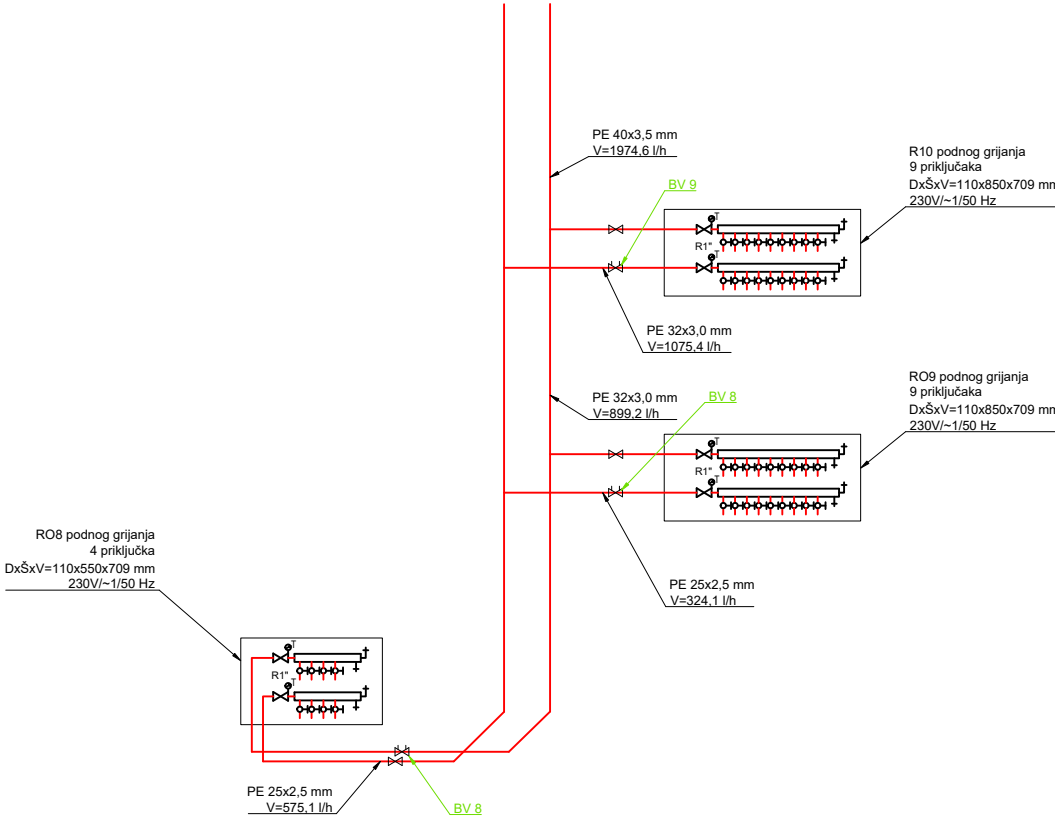 PE 40x3,5 mm
V=1974,6 l/h
BV 9
R10 podnog grijanja
9 priključaka
DxŠxV=110x850x709 mm
230V/~1/50 Hz
T
R1"
T
PE 32x3,0 mm
V=1075,4 l/h
PE 32x3,0 mm
V=899,2 l/h
BV 8
RO9 podnog grijanja
9 priključaka
DxŠxV=110x850x709 mm
230V/~1/50 Hz
T
R1"
T
PE 25x2,5 mm
V=324,1 l/h
RO8 podnog grijanja
4 priključka
DxŠxV=110x550x709 mm
230V/~1/50 Hz
T
R1"
T
PE 25x2,5 mm
V=575,1 l/h
BV 8